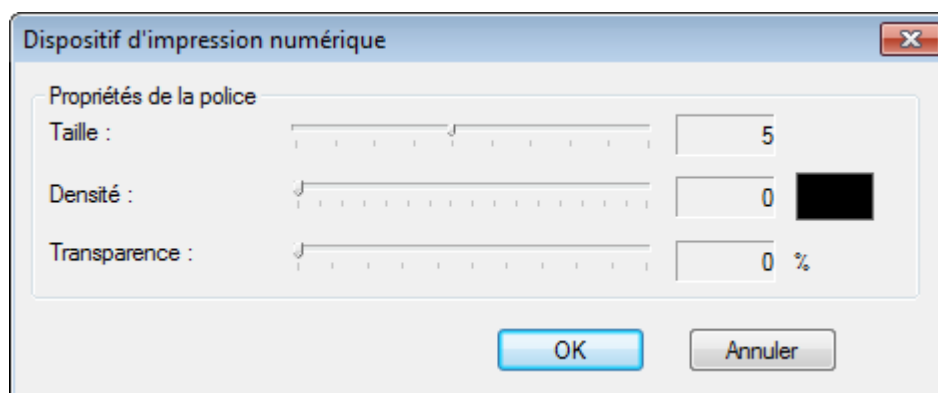 Dispositif d'impression numérique
Propriétés de la police
Taille : 5
Densité : 0
Transparence : 0 %
OK Annuler